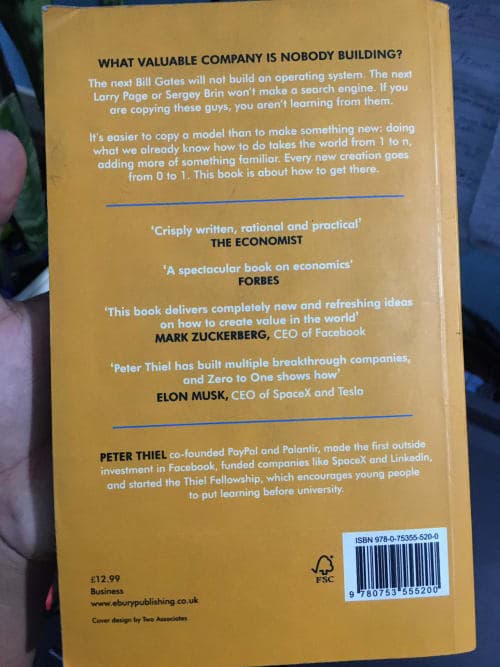 WHAT VALUABLE COMPANY IS NOBODY BUILDING?
The next Bill Gates will not build an operating system. The next
Larry Page or Sergey Brin won't make a search engine. If you
are copying these guys, you aren't learning from them.
It's easier to copy a model than to make something new: doing
what we already know how to do takes the world from 1 to n,
adding more of something familiar. Every new creation goes
from 0 to 1. This book is about how to get there.
'Crisply written, rational and practical'
THE ECONOMIST
'A spectacular book on economics'
FORBES
'This book delivers completely new and refreshing ideas
on how to create value in the world'
MARK ZUCKERBERG, CEO of Facebook
'Peter Thiel has built multiple breakthrough companies,
and Zero to One shows how'
ELON MUSK, CEO of SpaceX and Tesla
PETER THIEL co-founded PayPal and Palantir, made the first outside
investment in Facebook, funded companies like SpaceX and LinkedIn,
and started the Thiel Fellowship, which encourages young people
to put learning before university.
ISBN 978-0-75355-520-0
FSC
9 780753 555200
£12.99
Business
www.eburypublishing.co.uk
Cover design by Two Associates